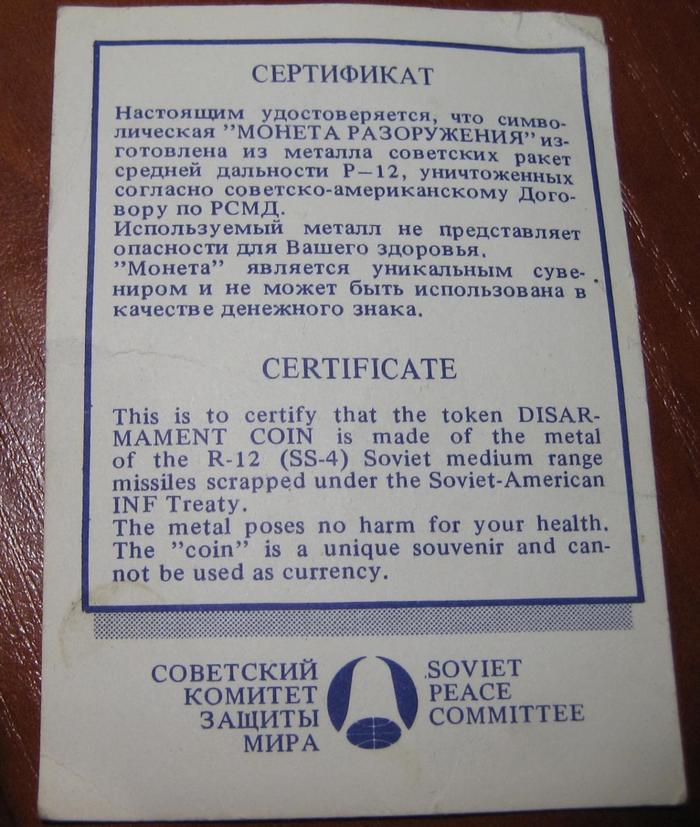 СЕРТИФИКАТ
Настоящим удостоверяется, что симво-
лическая ”МОНЕТА РАЗОРУЖЕНИЯ” из-
готовлена из металла советских ракет
средней дальности Р—12, уничтоженных
согласно советско-американскому Дого-
вору по РСМД.
Используемый металл не представляет
опасности для Вашего здоровья.
”Монета” является уникальным суве-
ниром и не может быть использована в
качестве денежного знака.
CERTIFICATE
This is to certify that the token DISAR-
MAMENT COIN is made of the metal
of the R-12 (SS-4) Soviet medium range
missiles scrapped under the Soviet-American
INF Treaty.
The metal poses no harm for your health.
The ”coin” is a unique souvenir and can-
not be used as currency.
СОВЕТСКИЙ
КОМИТЕТ
ЗАЩИТЫ
МИРА
SOVIET
PEACE
COMMITTEE